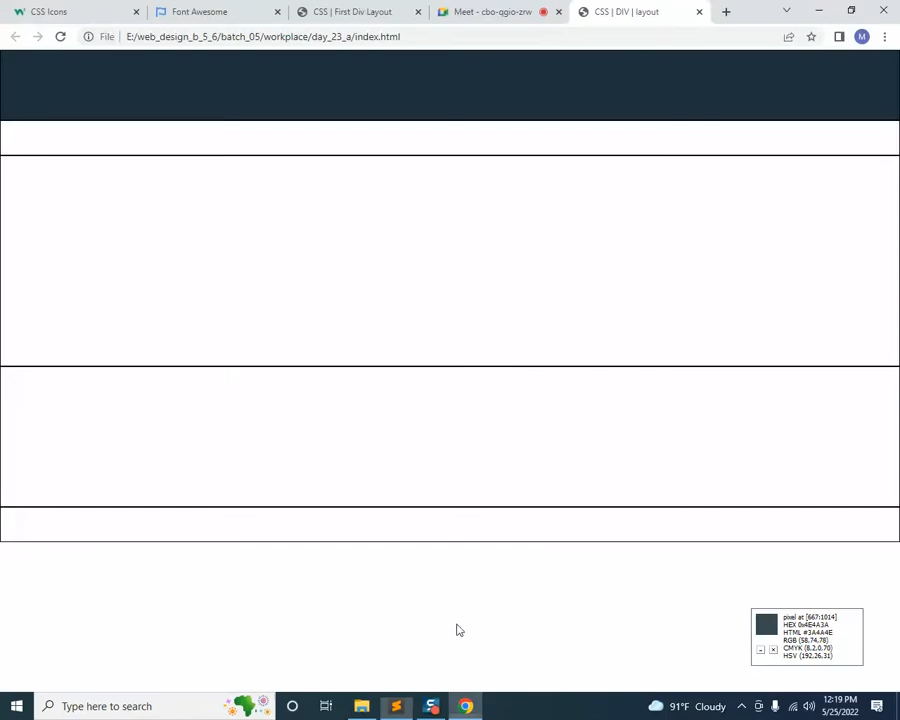 CSS Icons
Font Awesome
CSS | First Div Layout
Meet - cbo-qgio-zrw
CSS | DIV | layout
File
E:/web_design_b_5_6/batch_05/workplace/day_23_a/index.html
M
pixel at [667:1014]
HEX 0x4E4A3A
HTML #3A4A4E
RGB (58,74,78)
CMYK (8,2,0,70)
HSV (192,26,31)
Type here to search
91°F Cloudy
12:19 PM
5/25/2022